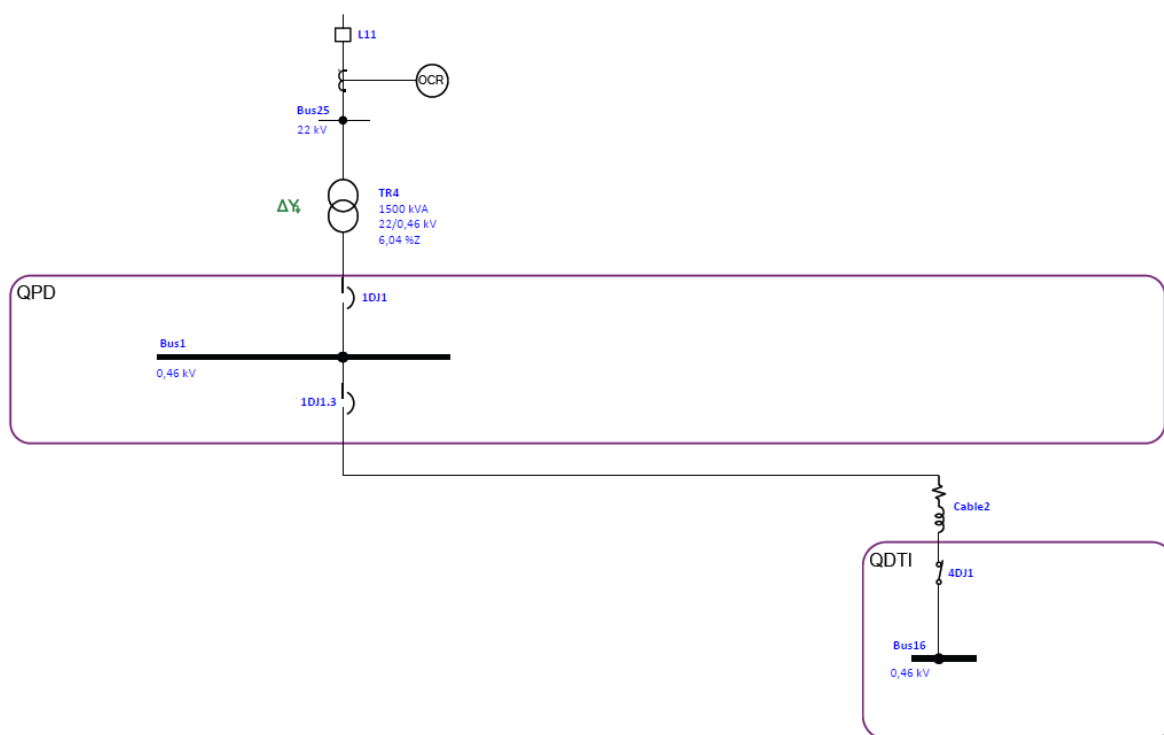 L11
OCR
Bus25
22 kV
TR4
1500 kVA
22/0,46 kV
6,04 %Z
ΔY
QPD
1DJ1
Bus1
0,46 kV
1DJ1.3
Cable2
QDTI
4DJ1
Bus16
0,46 kV